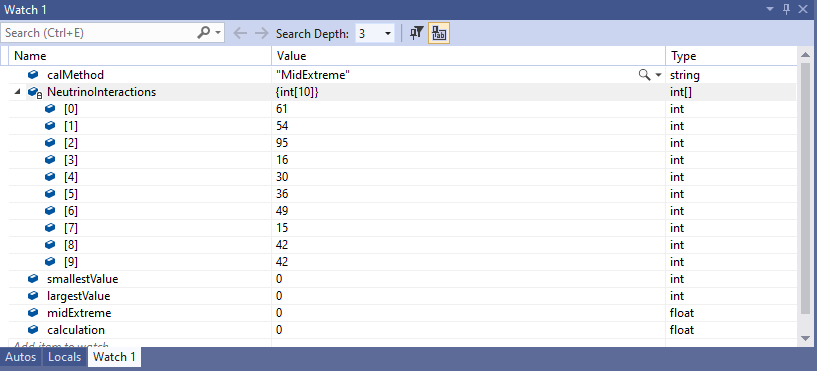 Watch 1
Search (Ctrl+E) Search Depth: 3
Name Value Type
calMethod "MidExtreme" string
NeutrinoInteractions {int[10]} int[]
[0] 61 int
[1] 54 int
[2] 95 int
[3] 16 int
[4] 30 int
[5] 36 int
[6] 49 int
[7] 15 int
[8] 42 int
[9] 42 int
smallestValue 0 int
largestValue 0 int
midExtreme 0 float
calculation 0 float
Add item to watch
Autos Locals Watch 1